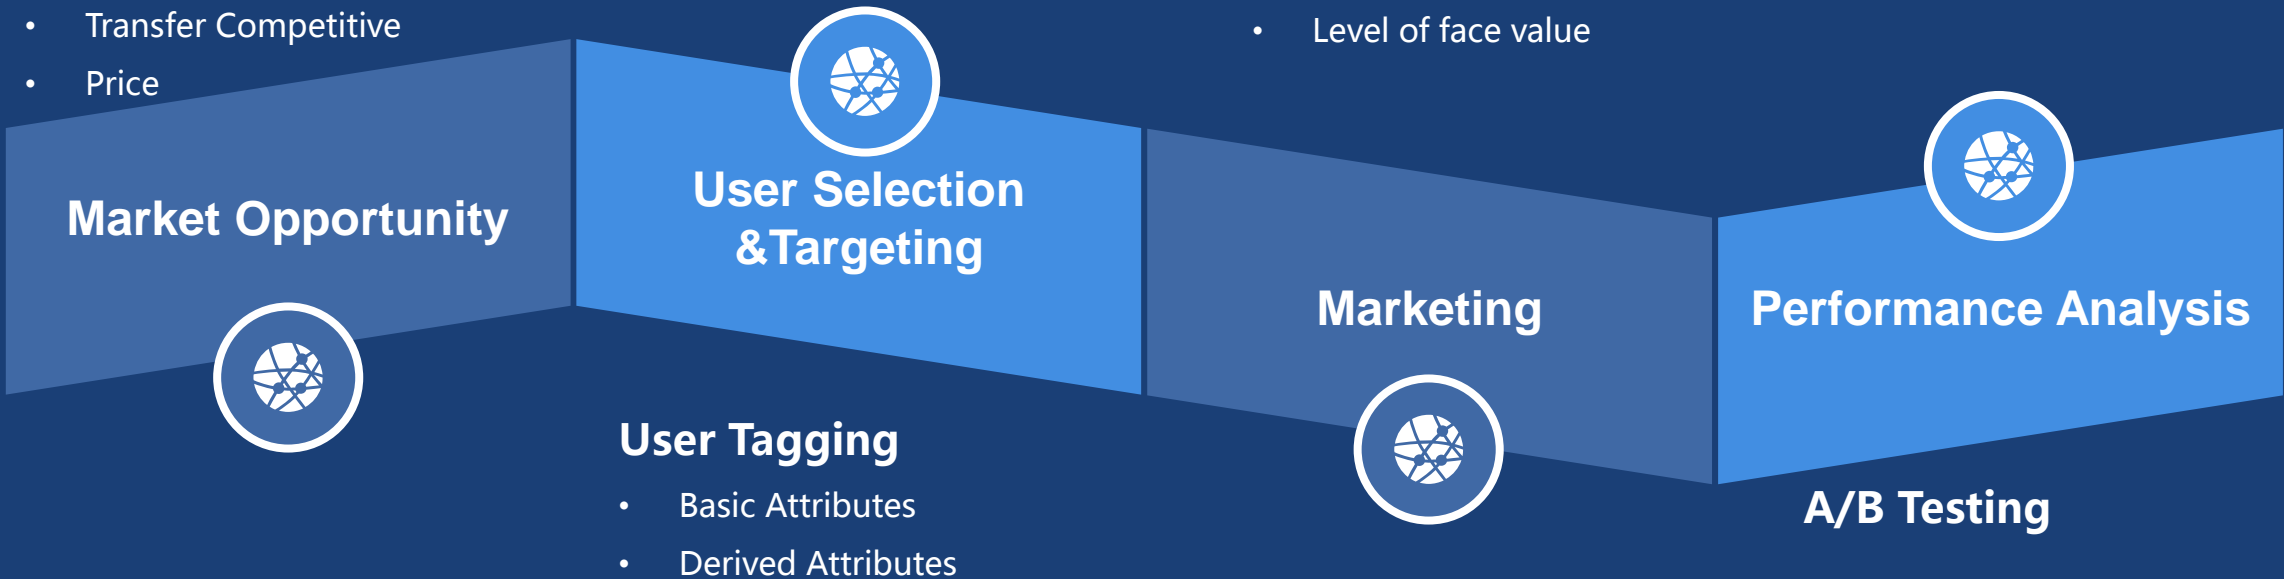 • Transfer Competitive
• Price
• Level of face value
Market Opportunity
User Selection
&Targeting
Marketing
Performance Analysis
User Tagging
• Basic Attributes
• Derived Attributes
A/B Testing